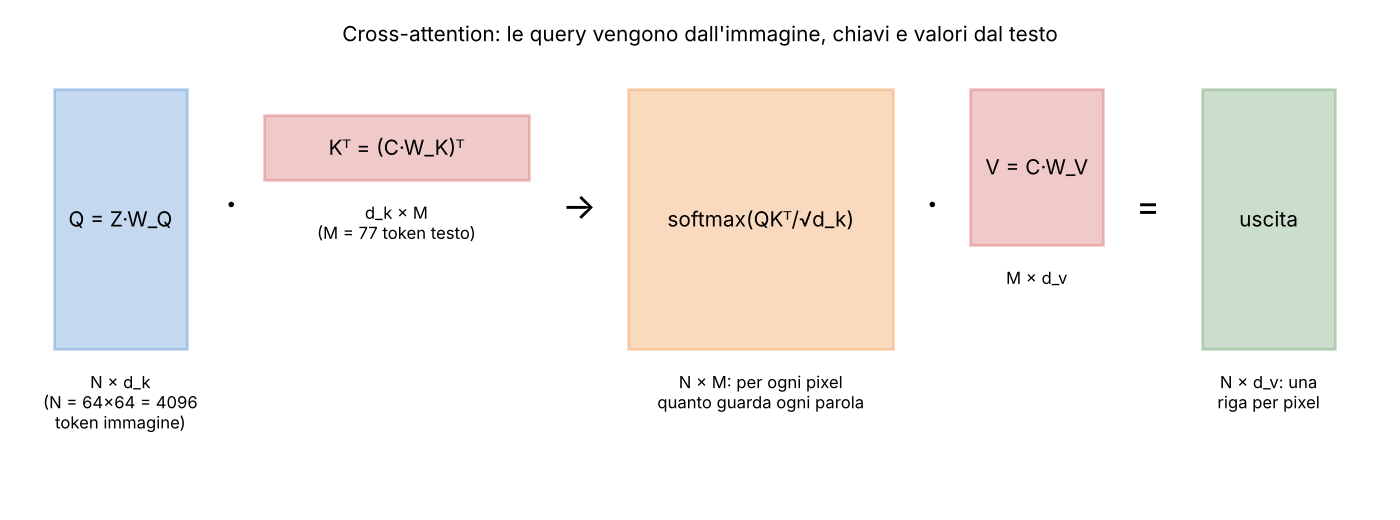 Cross-attention: le query vengono dall'immagine, chiavi e valori dal testo
Q = Z·W_Q
N × d_k
(N = 64×64 = 4096
token immagine)
·
Kᵀ = (C·W_K)ᵀ
d_k × M
(M = 77 token testo)
→
softmax(QKᵀ/√d_k)
N × M: per ogni pixel
quanto guarda ogni parola
·
V = C·W_V
M × d_v
=
uscita
N × d_v: una
riga per pixel